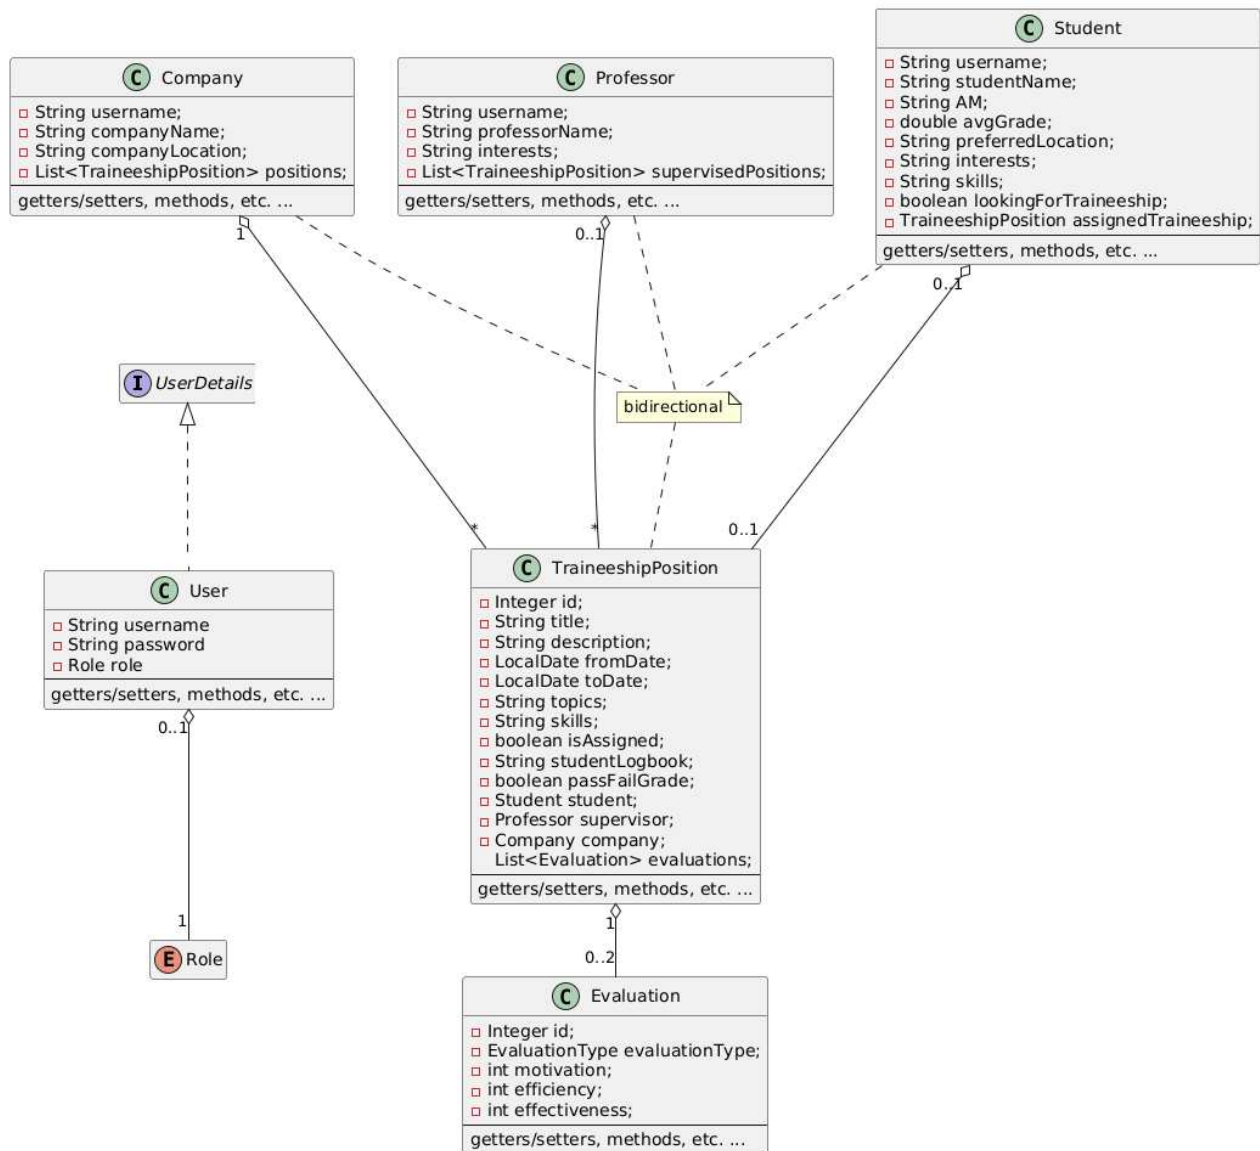 C Company
String username;
String companyName;
String companyLocation;
List<TraineeshipPosition> positions;
getters/setters, methods, etc. ...
C Professor
String username;
String professorName;
String interests;
List<TraineeshipPosition> supervisedPositions;
getters/setters, methods, etc. ...
C Student
String username;
String studentName;
String AM;
double avgGrade;
String preferredLocation;
String interests;
String skills;
boolean lookingForTraineeship;
TraineeshipPosition assignedTraineeship;
getters/setters, methods, etc. ...
1
0..1
0..1
I UserDetails
bidirectional
*
*
0..1
C User
String username
String password
Role role
getters/setters, methods, etc. ...
0..1
1
E Role
C TraineeshipPosition
Integer id;
String title;
String description;
LocalDate fromDate;
LocalDate toDate;
String topics;
String skills;
boolean isAssigned;
String studentLogbook;
boolean passFailGrade;
Student student;
Professor supervisor;
Company company;
List<Evaluation> evaluations;
getters/setters, methods, etc. ...
1
0..2
C Evaluation
Integer id;
EvaluationType evaluationType;
int motivation;
int efficiency;
int effectiveness;
getters/setters, methods, etc. ...